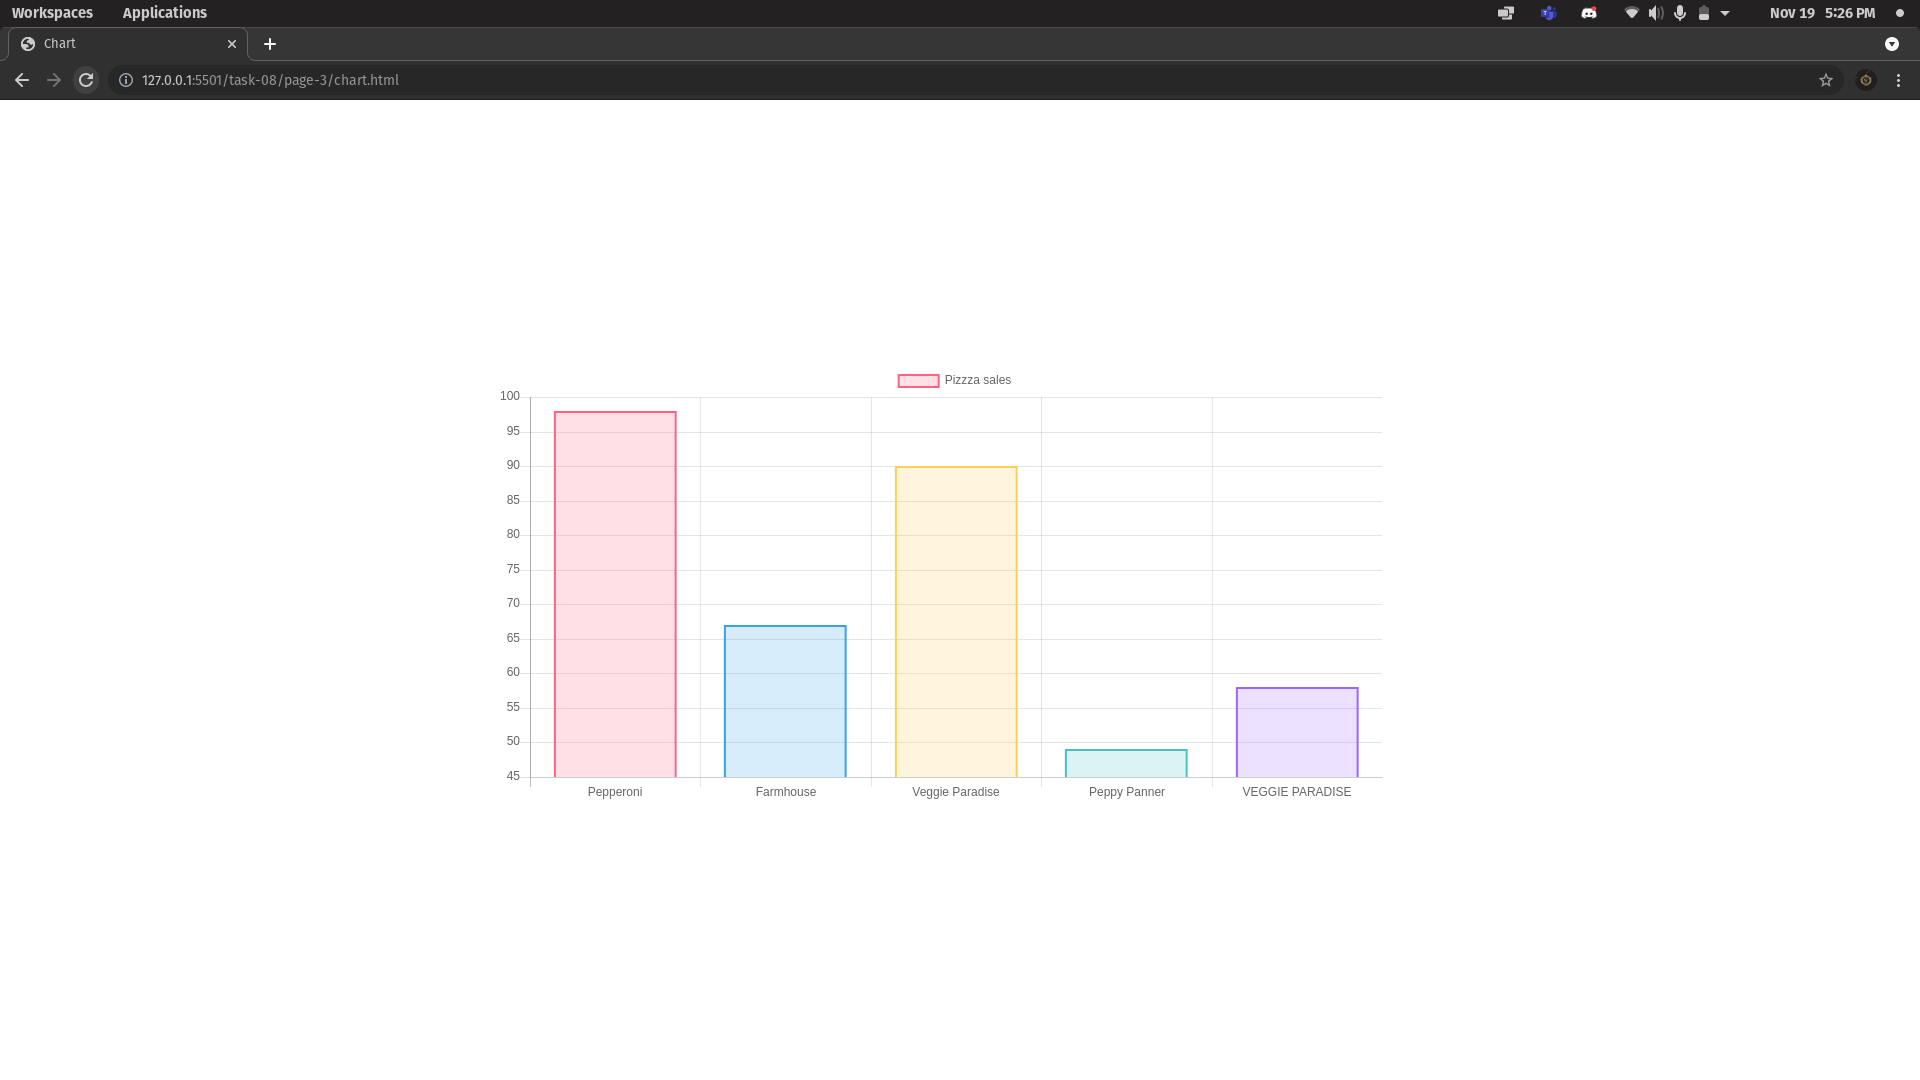 Workspaces Applications Nov 19 5:26 PM
Chart
127.0.0.1:5501/task-08/page-3/chart.html
Pizzza sales
100
95
90
85
80
75
70
65
60
55
50
45
Pepperoni Farmhouse Veggie Paradise Peppy Panner VEGGIE PARADISE